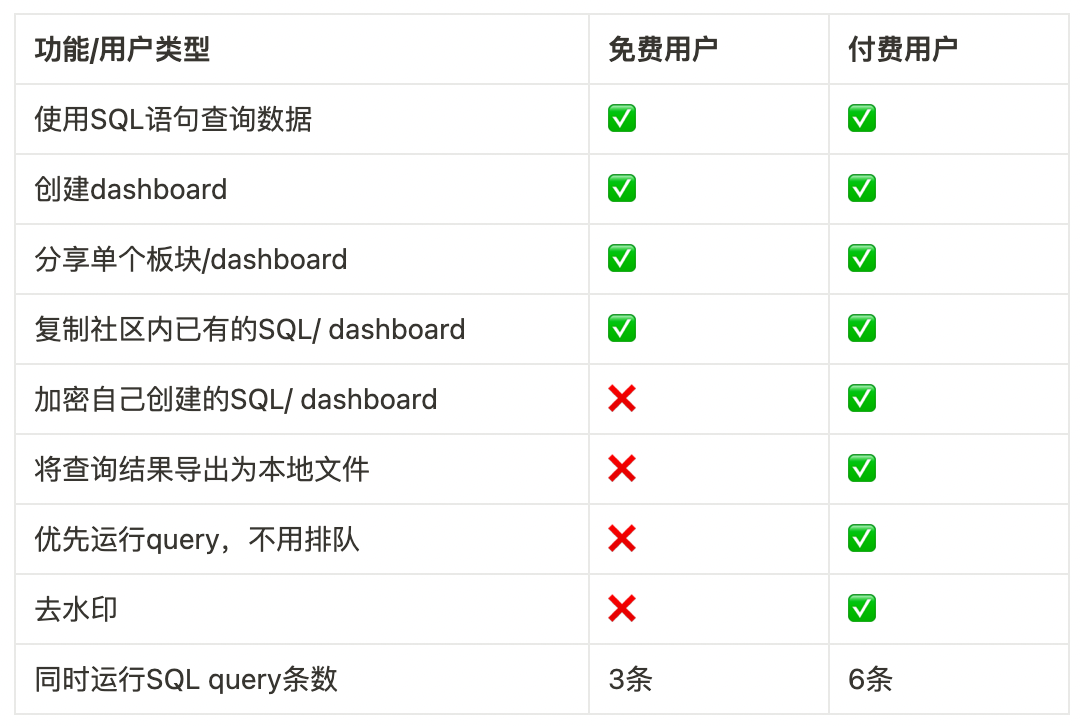 功能/用户类型 免费用户 付费用户
使用SQL语句查询数据 ✅ ✅
创建dashboard ✅ ✅
分享单个板块/dashboard ✅ ✅
复制社区内已有的SQL/ dashboard ✅ ✅
加密自己创建的SQL/ dashboard ❌ ✅
将查询结果导出为本地文件 ❌ ✅
优先运行query，不用排队 ❌ ✅
去水印 ❌ ✅
同时运行SQL query条数 3条 6条